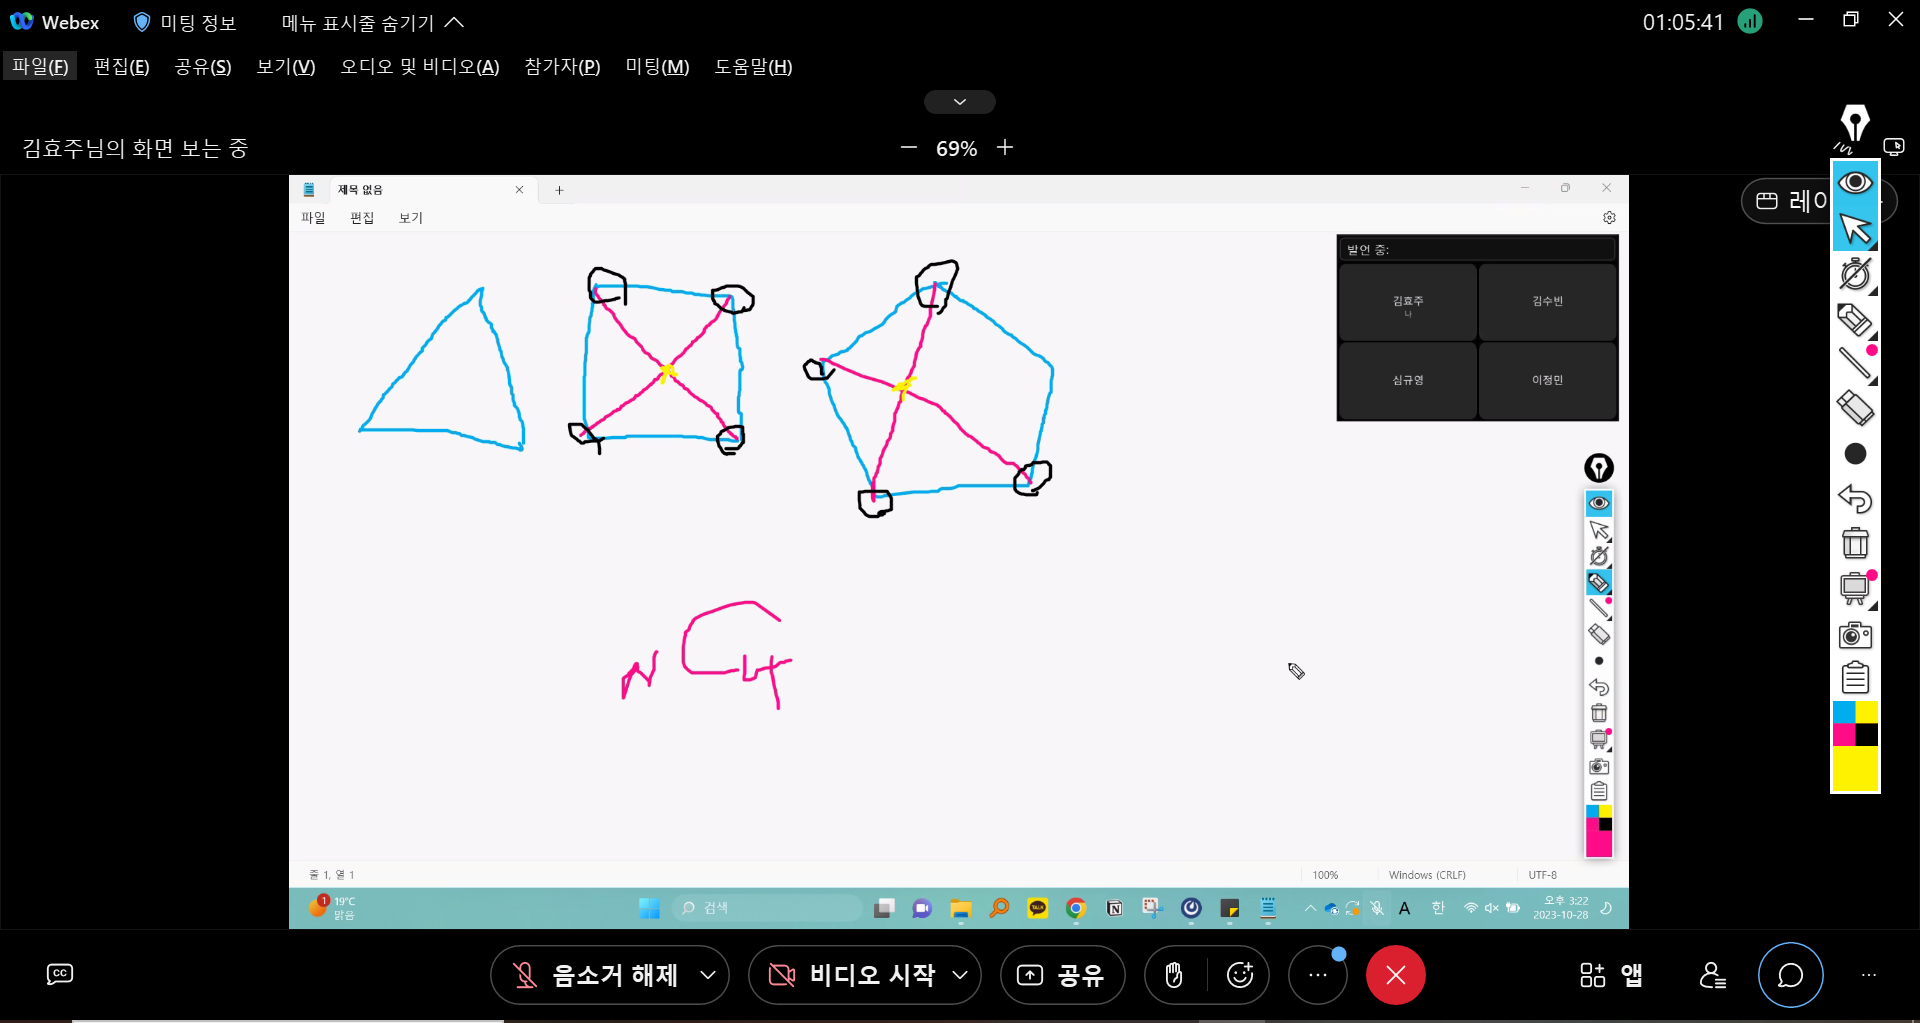 Webex 미팅 정보 메뉴 표시줄 숨기기 01:05:41
파일(F) 편집(E) 공유(S) 보기(V) 오디오 및 비디오(A) 참가자(P) 미팅(M) 도움말(H)
김효주님의 화면 보는 중 69%
제목 없음
레이
파일 편집 보기
발언 중:
김효주 김수빈
나
심규영 이정민
N C 4
줄 1, 열 1 100% Windows (CRLF) UTF-8
1 19°C
맑음
검색
TALK
A 한
오후 3:22
2023-10-28
CC 음소거 해제 비디오 시작 공유 앱